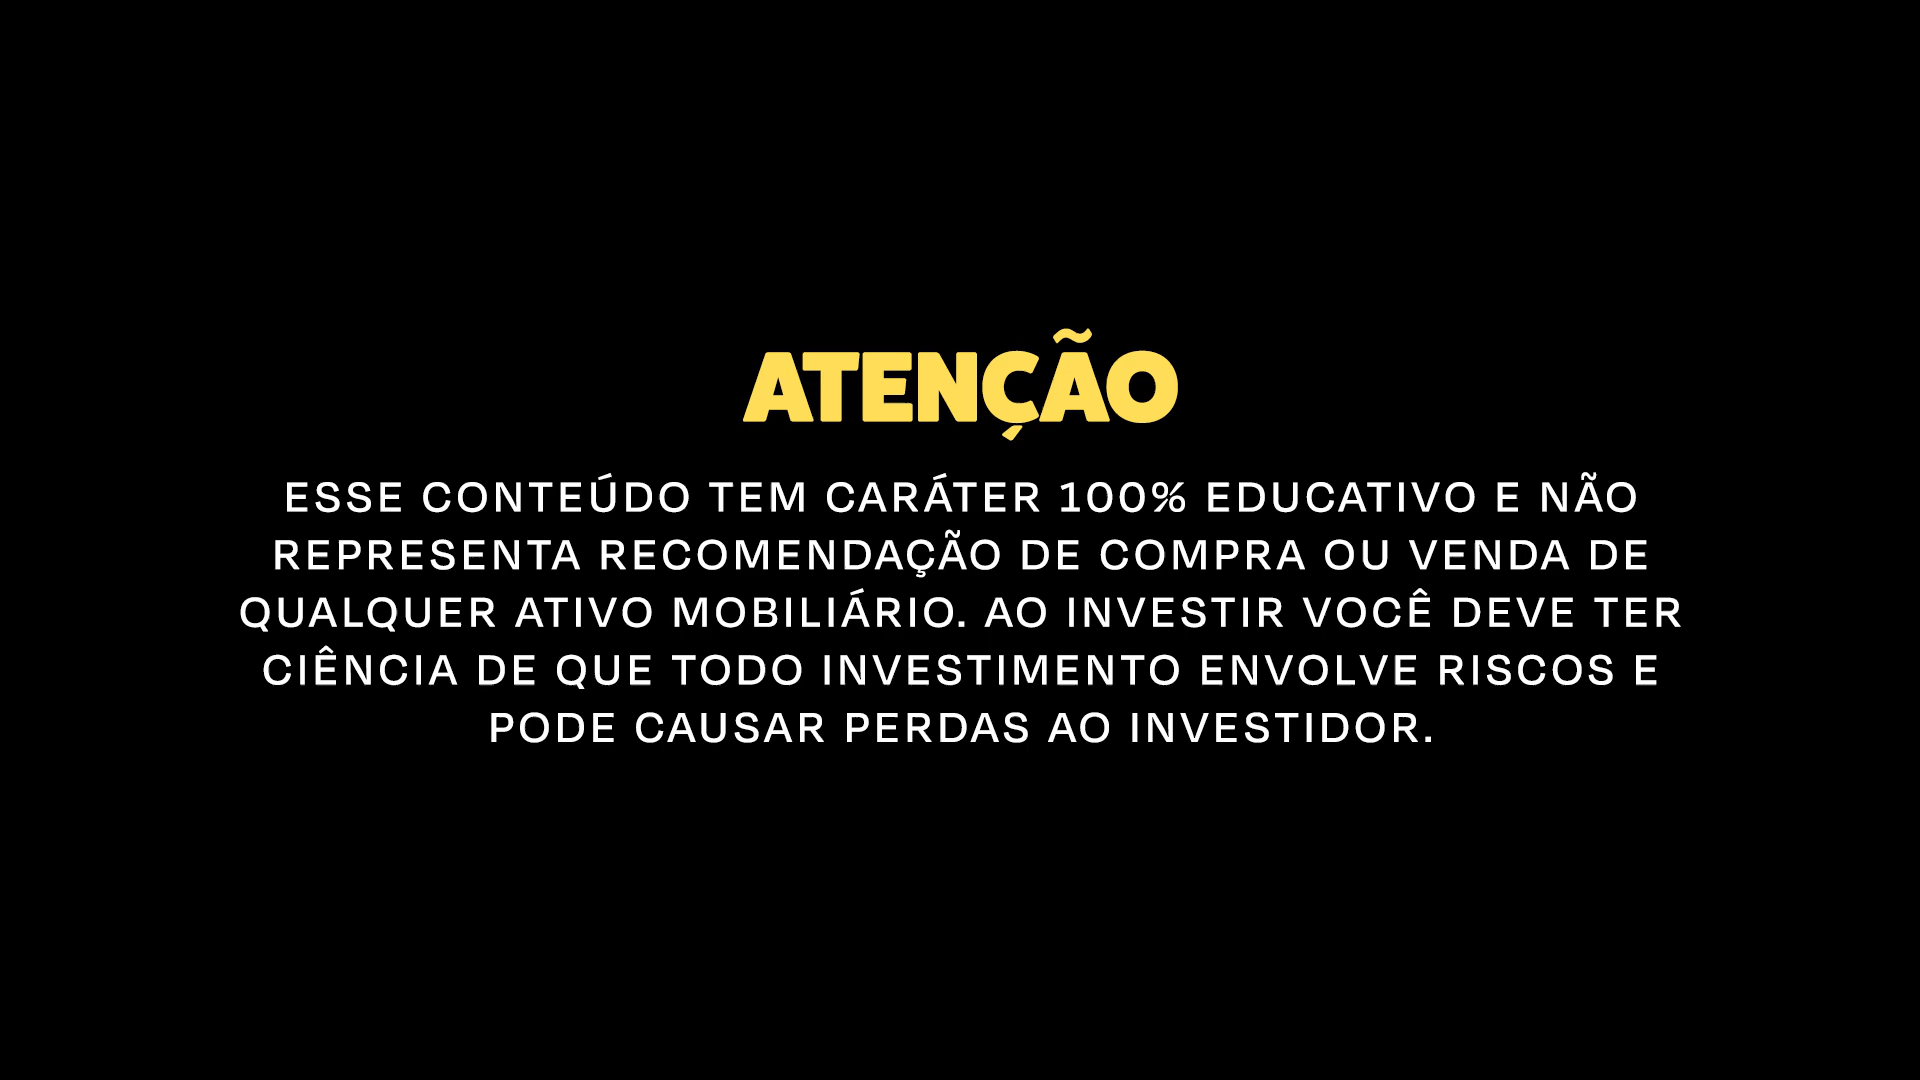 ATENÇÃO
ESSE CONTEÚDO TEM CARÁTER 100% EDUCATIVO E NÃO
REPRESENTA RECOMENDAÇÃO DE COMPRA OU VENDA DE
QUALQUER ATIVO MOBILIÁRIO. AO INVESTIR VOCÊ DEVE TER
CIÊNCIA DE QUE TODO INVESTIMENTO ENVOLVE RISCOS E
PODE CAUSAR PERDAS AO INVESTIDOR.